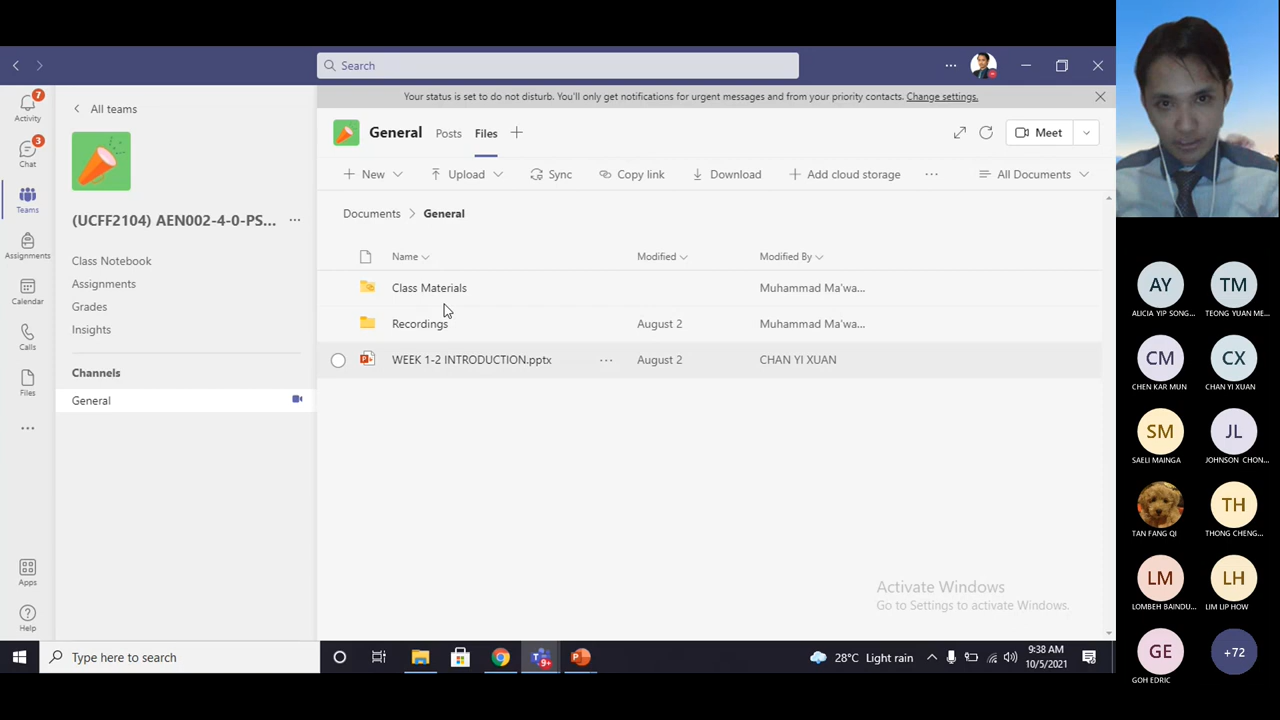 Search
Your status is set to do not disturb. You'll only get notifications for urgent messages and from your priority contacts. Change settings.
7
Activity
3
Chat
Teams
Assignments
Calendar
Calls
Files
Apps
Help
All teams
(UCFF2104) AEN002-4-0-PS...
Class Notebook
Assignments
Grades
Insights
Channels
General
General Posts Files
Meet
New Upload Sync Copy link Download Add cloud storage All Documents
Documents General
Name Modified Modified By
Class Materials Muhammad Ma'wa...
Recordings August 2 Muhammad Ma'wa...
WEEK 1-2 INTRODUCTION.pptx August 2 CHAN YI XUAN
Activate Windows
Go to Settings to activate Windows.
Type here to search
9+
28°C Light rain
9:38 AM
10/5/2021
AY TM
ALICIA YIP SONG... TEONG YUAN ME...
CM CX
CHEN KAR MUN CHAN YI XUAN
SM JL
SAELI MAINGA JOHNSON CHON...
TH
TAN FANG QI THONG CHENG...
LM LH
LOMBEH BAINDU... LIM LIP HOW
GE +72
GOH EDRIC